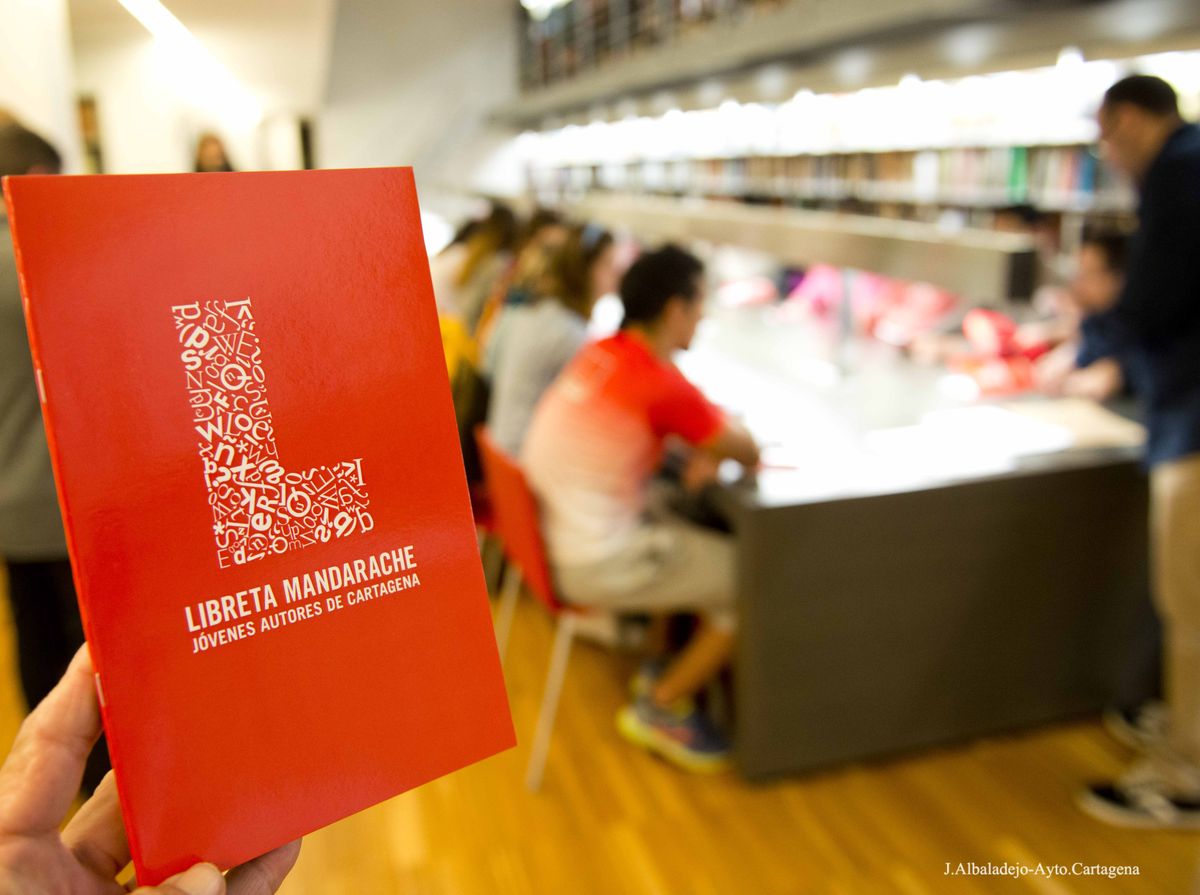 LIBRETA MANDARACHE
JÓVENES AUTORES DE CARTAGENA
J.Albaladejo-Ayto.Cartagena